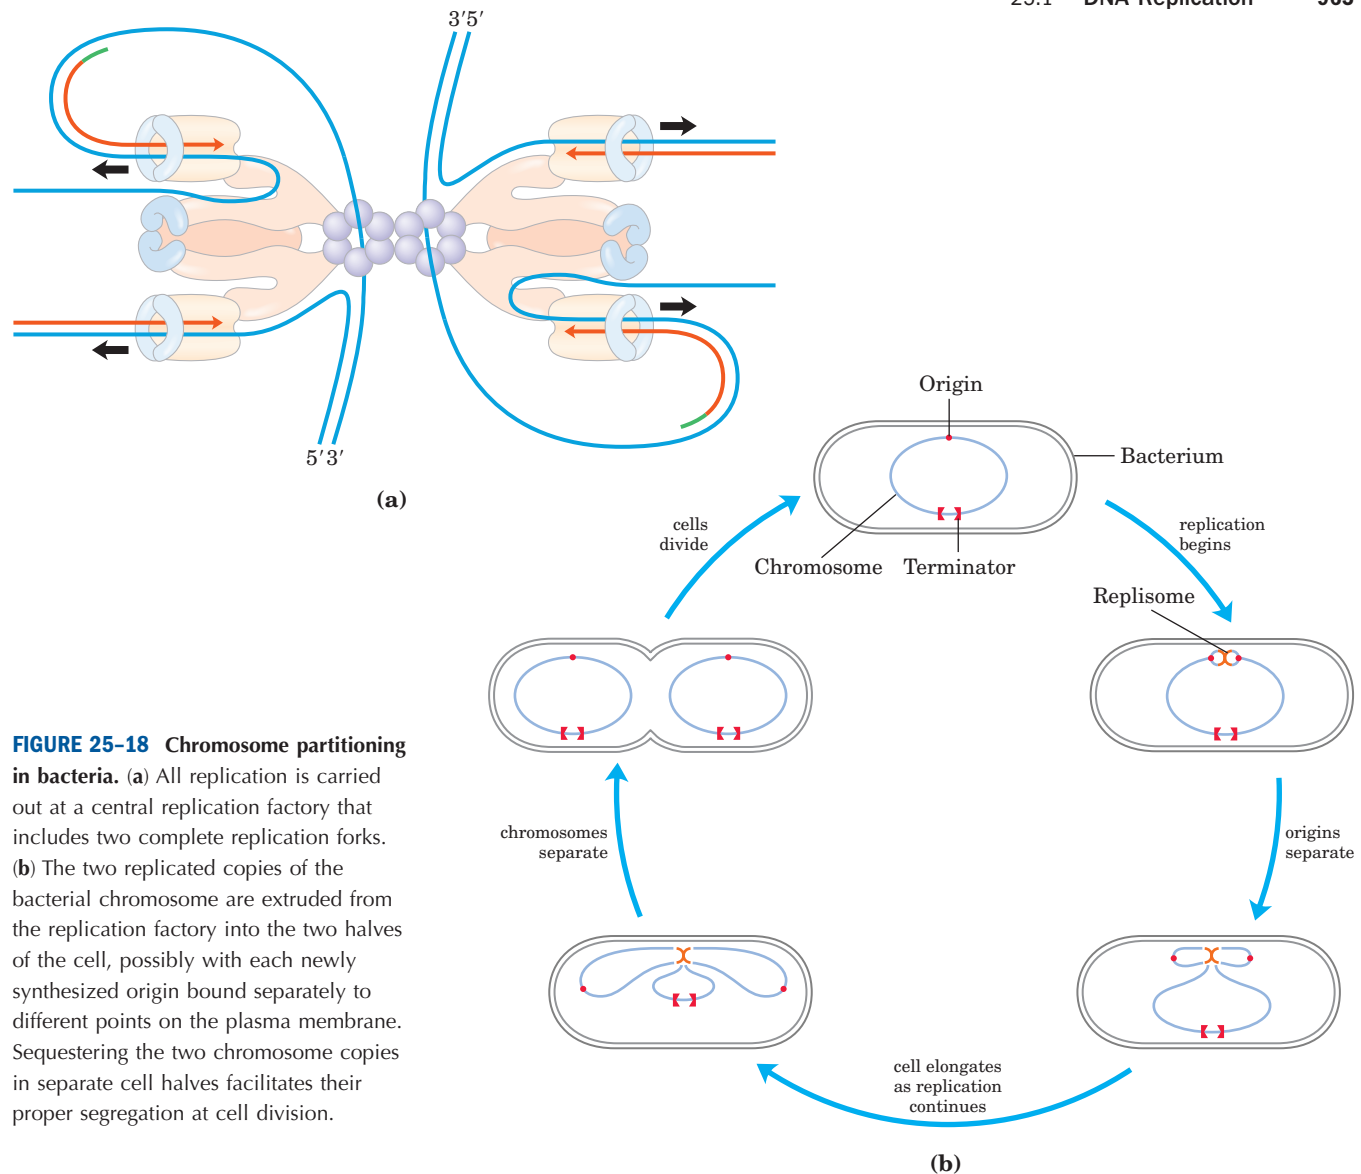 25.1 DNA Replication 963
3′5′
5′3′
(a)
Origin
Bacterium
Chromosome Terminator
replication
begins
Replisome
origins
separate
cell elongates
as replication
continues
chromosomes
separate
cells
divide
(b)
FIGURE 25–18 Chromosome partitioning
in bacteria. (a) All replication is carried
out at a central replication factory that
includes two complete replication forks.
(b) The two replicated copies of the
bacterial chromosome are extruded from
the replication factory into the two halves
of the cell, possibly with each newly
synthesized origin bound separately to
different points on the plasma membrane.
Sequestering the two chromosome copies
in separate cell halves facilitates their
proper segregation at cell division.